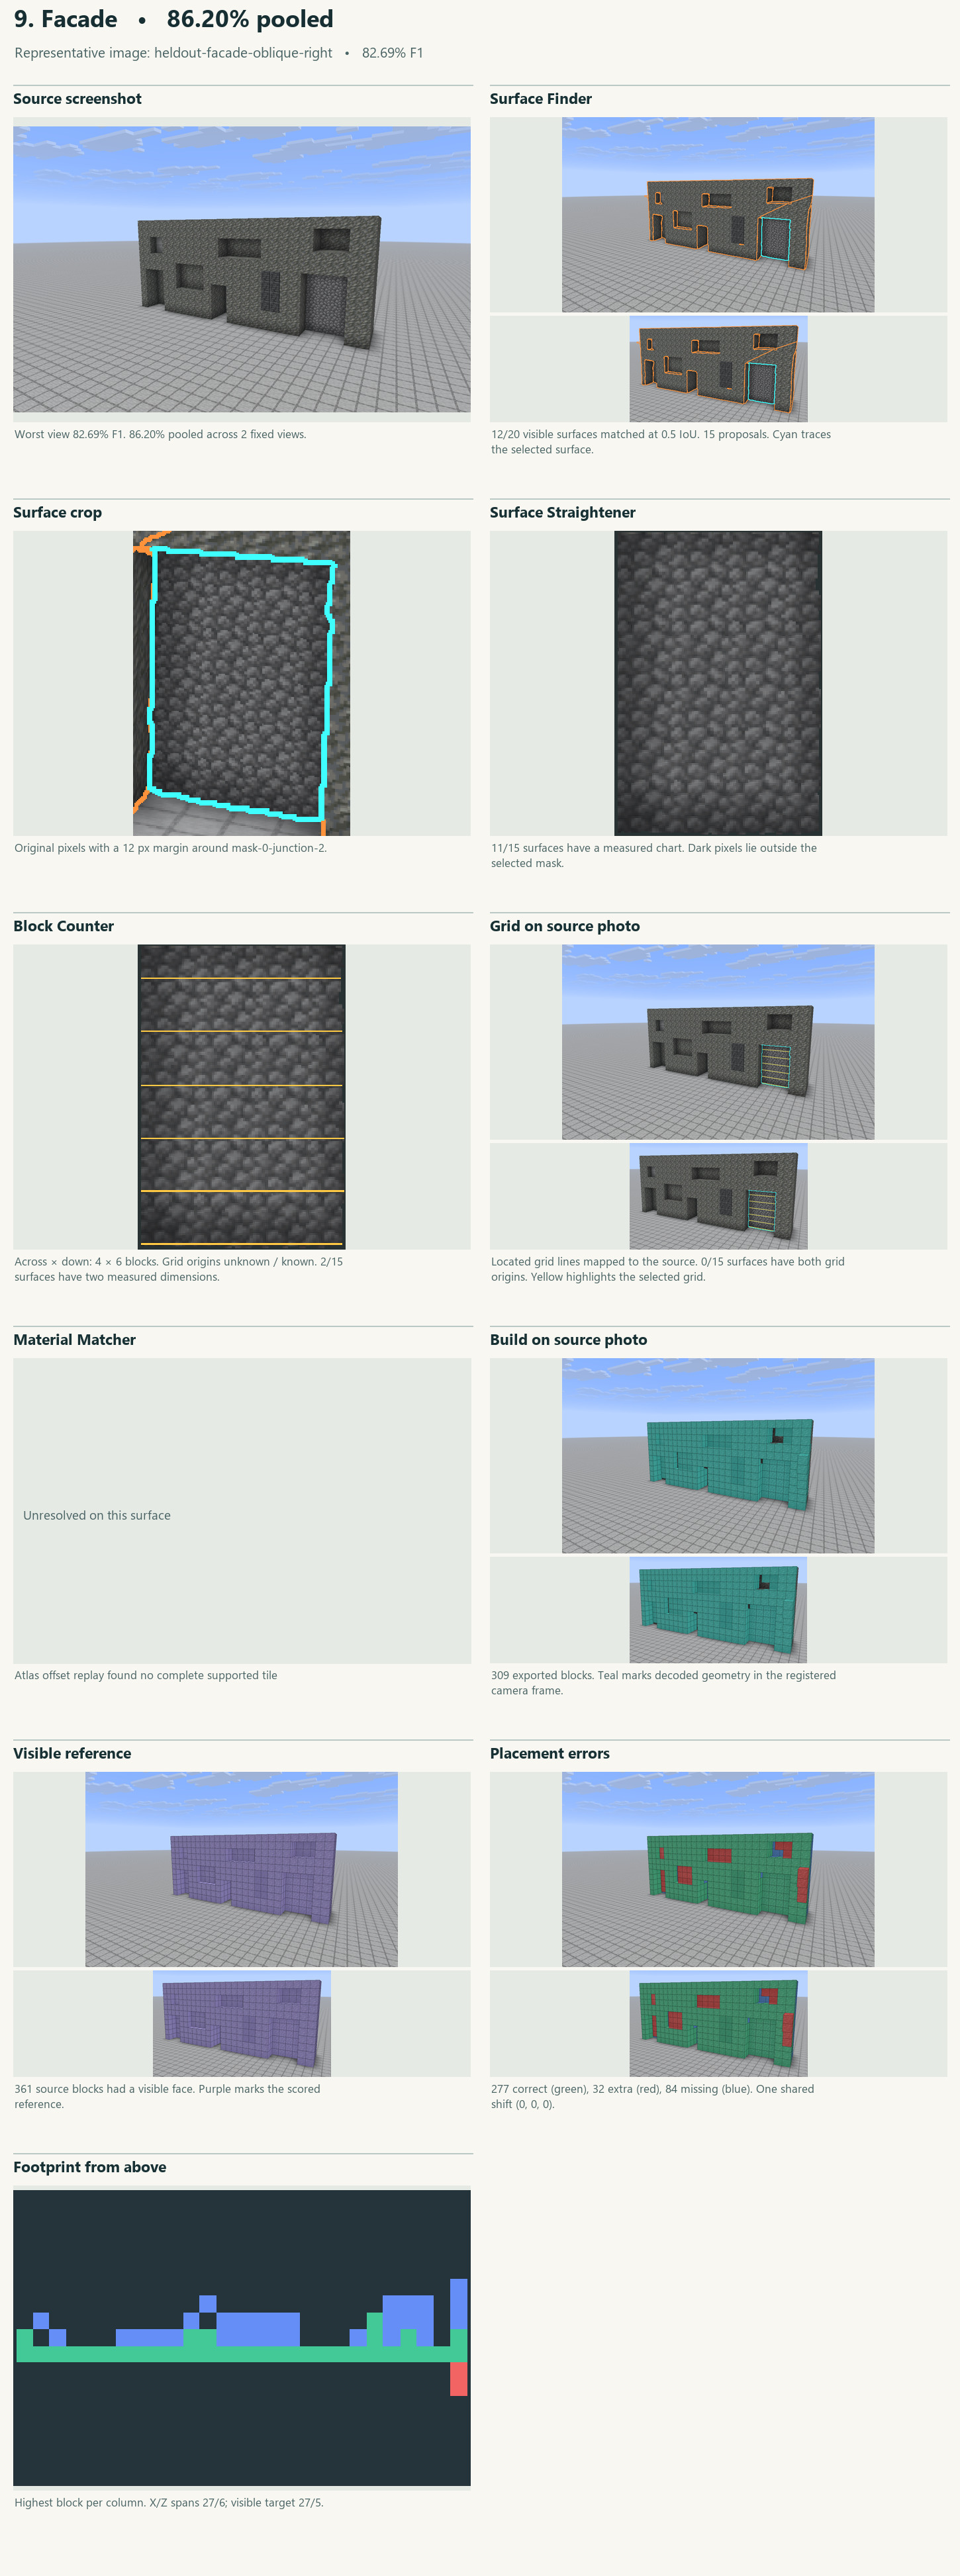 9. Facade • 86.20% pooled
Representative image: heldout-facade-oblique-right • 82.69% F1
Source screenshot
Surface Finder
Worst view 82.69% F1. 86.20% pooled across 2 fixed views.
12/20 visible surfaces matched at 0.5 IoU. 15 proposals. Cyan traces
the selected surface.
Surface crop
Surface Straightener
Original pixels with a 12 px margin around mask-0-junction-2.
11/15 surfaces have a measured chart. Dark pixels lie outside the
selected mask.
Block Counter
Grid on source photo
Across × down: 4 × 6 blocks. Grid origins unknown / known. 2/15
surfaces have two measured dimensions.
Located grid lines mapped to the source. 0/15 surfaces have both grid
origins. Yellow highlights the selected grid.
Material Matcher
Build on source photo
Unresolved on this surface
Atlas offset replay found no complete supported tile
309 exported blocks. Teal marks decoded geometry in the registered
camera frame.
Visible reference
Placement errors
361 source blocks had a visible face. Purple marks the scored
reference.
277 correct (green), 32 extra (red), 84 missing (blue). One shared
shift (0, 0, 0).
Footprint from above
Highest block per column. X/Z spans 27/6; visible target 27/5.